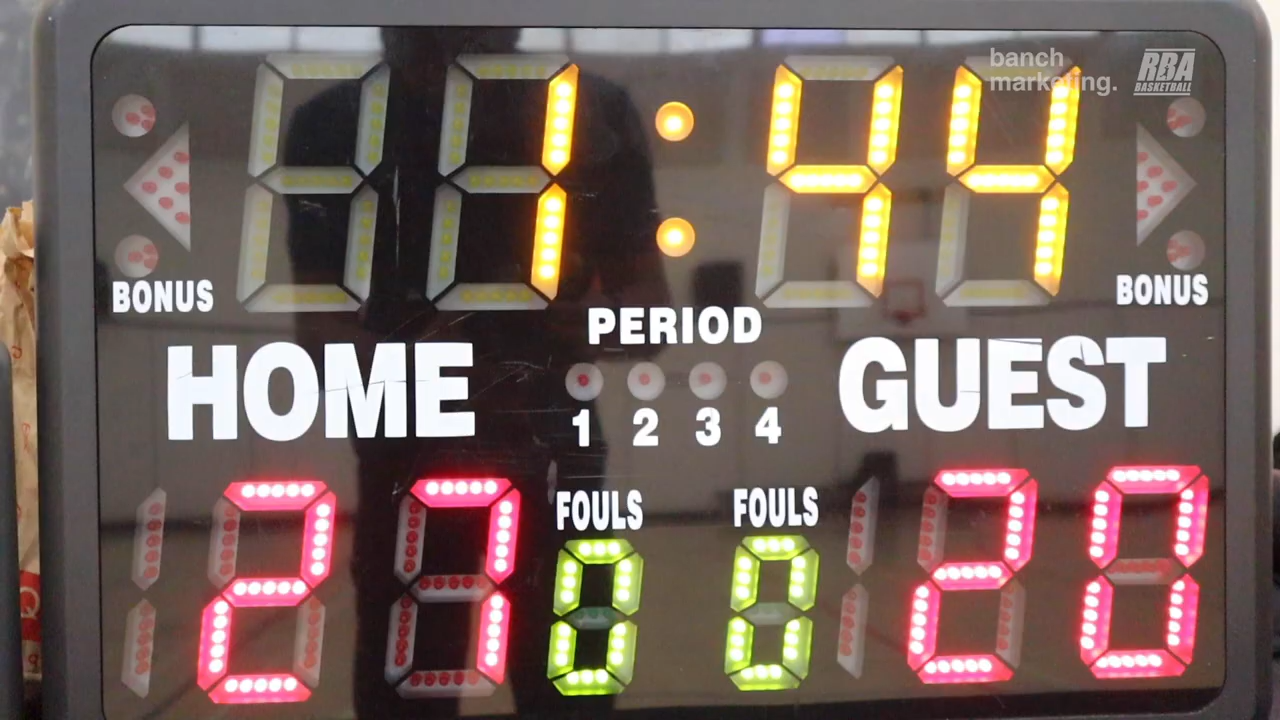 banch
marketing.
RBA
BASKETBALL
1:44
BONUS
BONUS
PERIOD
HOME
GUEST
1 2 3 4
FOULS
FOULS
27
0
0
20